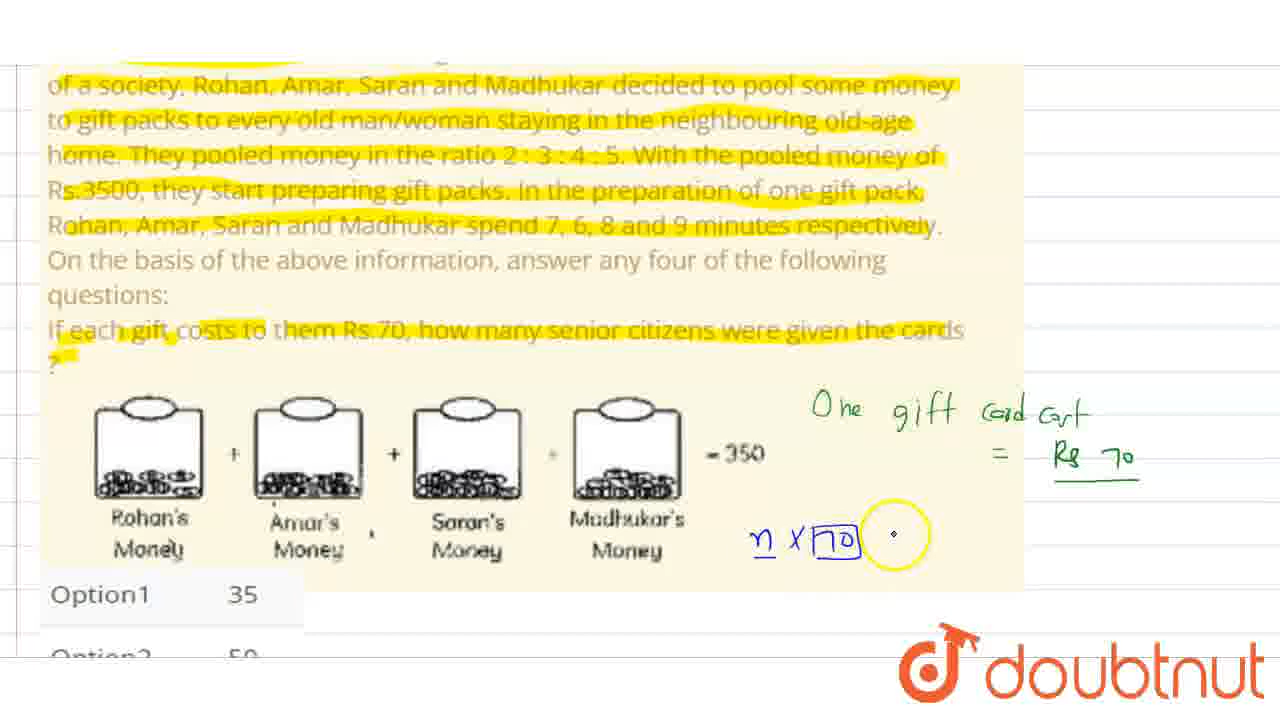 of a society. Rohan, Amar, Saran and Madhukar decided to pool some money
to gift packs to every old man/woman staying in the neighbouring old-age
home. They pooled money in the ratio 2 : 3 : 4 : 5. With the pooled money of
Rs.3500, they start preparing gift packs. In the preparation of one gift pack,
Rohan, Amar, Saran and Madhukar spend 7, 6, 8 and 9 minutes respectively.
On the basis of the above information, answer any four of the following
questions:
If each gift costs to them Rs.70, how many senior citizens were given the cards
?
One gift card cost
= Rs 70
+ + + = 350
Rohan's Money
Amar's Money
Saran's Money
Madhukar's Money
n × 70
Option1 35
Option2 50
doubtnut